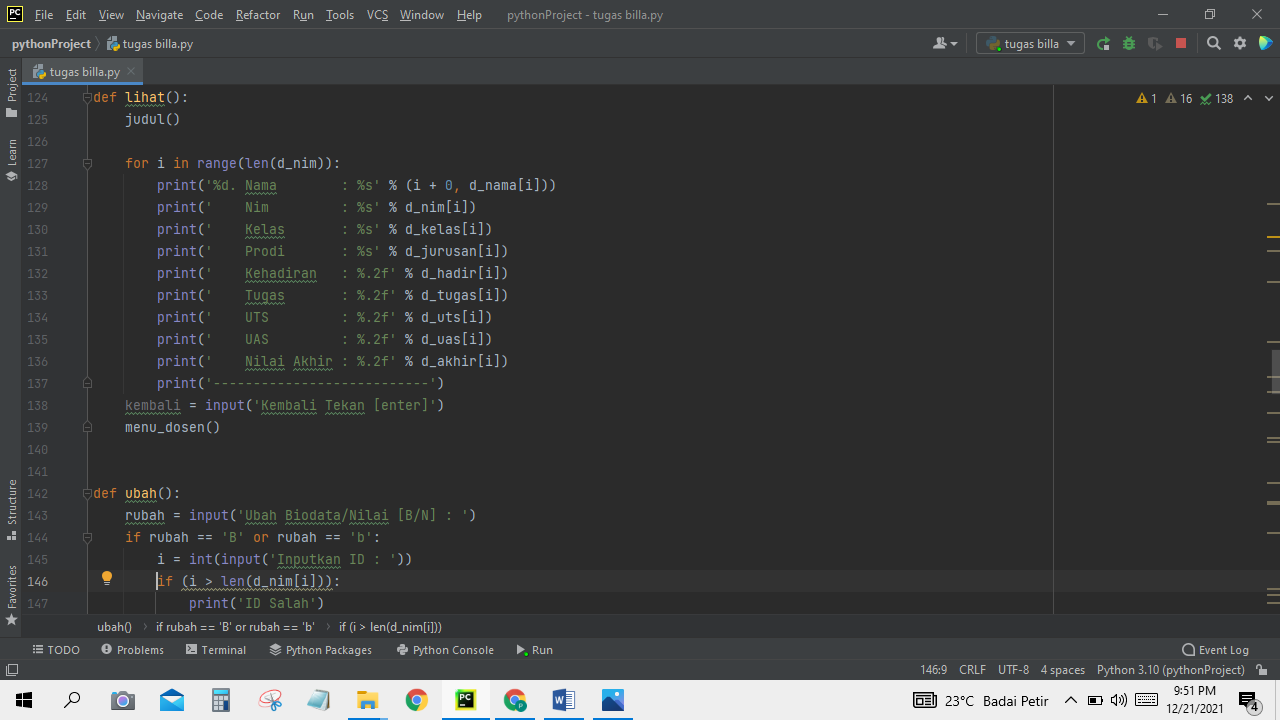 File Edit View Navigate Code Refactor Run Tools VCS Window Help pythonProject - tugas billa.py
pythonProject tugas billa.py tugas billa
tugas billa.py
Project
Learn
Structure
Favorites
1 16 138
124 def lihat():
125 judul()
126
127 for i in range(len(d_nim)):
128 print('%d. Nama        : %s' % (i + 0, d_nama[i]))
129 print('    Nim         : %s' % d_nim[i])
130 print('    Kelas       : %s' % d_kelas[i])
131 print('    Prodi       : %s' % d_jurusan[i])
132 print('    Kehadiran   : %.2f' % d_hadir[i])
133 print('    Tugas       : %.2f' % d_tugas[i])
134 print('    UTS         : %.2f' % d_uts[i])
135 print('    UAS         : %.2f' % d_uas[i])
136 print('    Nilai Akhir : %.2f' % d_akhir[i])
137 print('---------------------------')
138 kembali = input('Kembali Tekan [enter]')
139 menu_dosen()
140
141
142 def ubah():
143 rubah = input('Ubah Biodata/Nilai [B/N] : ')
144 if rubah == 'B' or rubah == 'b':
145 i = int(input('Inputkan ID : '))
146 if (i > len(d_nim[i])):
147 print('ID Salah')
ubah() if rubah == 'B' or rubah == 'b' if (i > len(d_nim[i]))
TODO Problems Terminal Python Packages Python Console Run Event Log
146:9 CRLF UTF-8 4 spaces Python 3.10 (pythonProject)
23°C Badai Petir 9:51 PM
12/21/2021 4